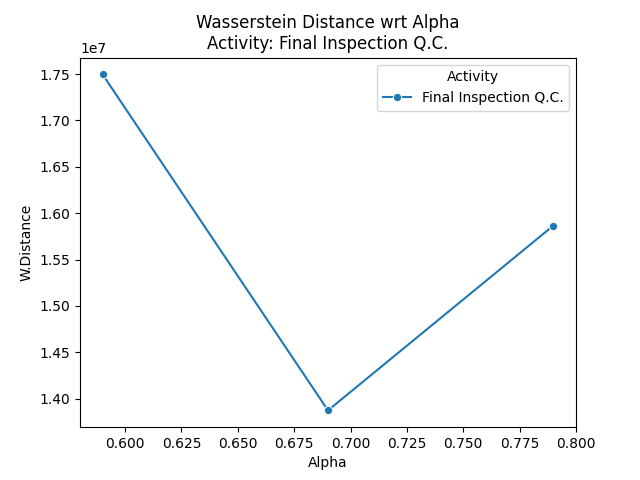 Wasserstein Distance wrt Alpha
Activity: Final Inspection Q.C.
1e7
Activity
Final Inspection Q.C.
1.75
1.70
1.65
1.60
1.55
1.50
1.45
1.40
W.Distance
0.600 0.625 0.650 0.675 0.700 0.725 0.750 0.775 0.800
Alpha